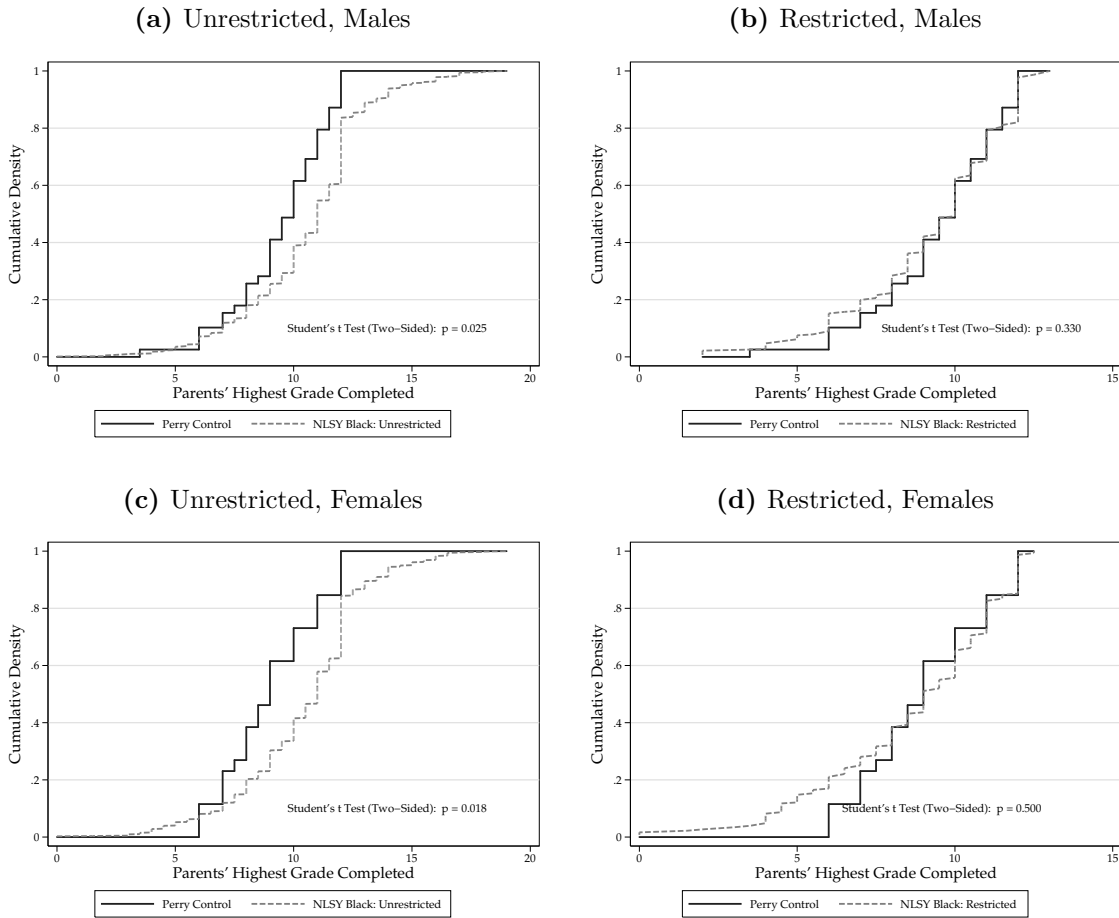 (a) Unrestricted, Males
Cumulative Density
1
.8
.6
.4
.2
0
Student's t Test (Two−Sided): p = 0.025
0 5 10 15 20
Parents' Highest Grade Completed
Perry Control NLSY Black: Unrestricted
(b) Restricted, Males
Cumulative Density
1
.8
.6
.4
.2
0
Student's t Test (Two−Sided): p = 0.330
0 5 10 15
Parents' Highest Grade Completed
Perry Control NLSY Black: Restricted
(c) Unrestricted, Females
Cumulative Density
1
.8
.6
.4
.2
0
Student's t Test (Two−Sided): p = 0.018
0 5 10 15 20
Parents' Highest Grade Completed
Perry Control NLSY Black: Unrestricted
(d) Restricted, Females
Cumulative Density
1
.8
.6
.4
.2
0
Student's t Test (Two−Sided): p = 0.500
0 5 10 15
Parents' Highest Grade Completed
Perry Control NLSY Black: Restricted